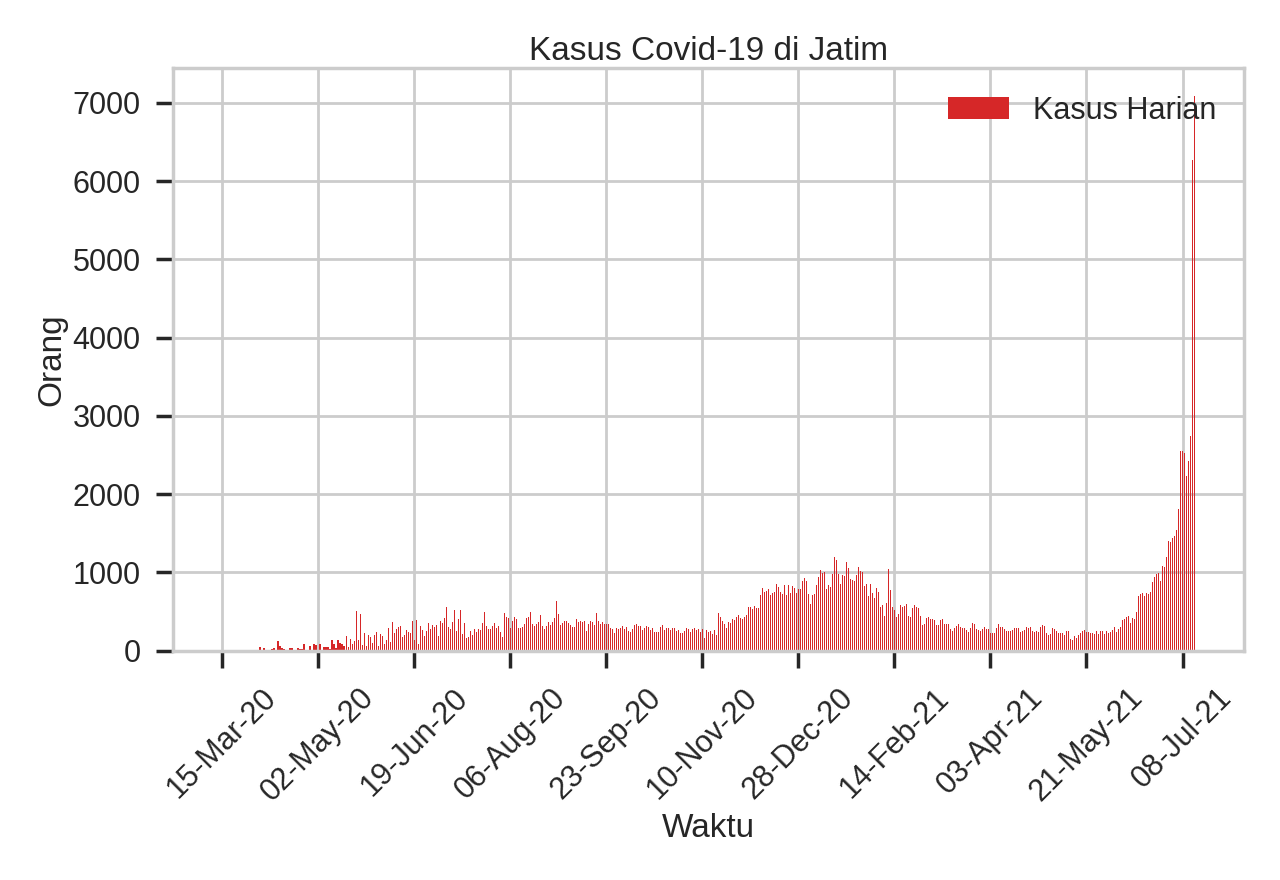 Kasus Covid-19 di Jatim
Kasus Harian
7000
6000
5000
4000
3000
2000
1000
0
Orang
15-Mar-20
02-May-20
19-Jun-20
06-Aug-20
23-Sep-20
10-Nov-20
28-Dec-20
14-Feb-21
03-Apr-21
21-May-21
08-Jul-21
Waktu